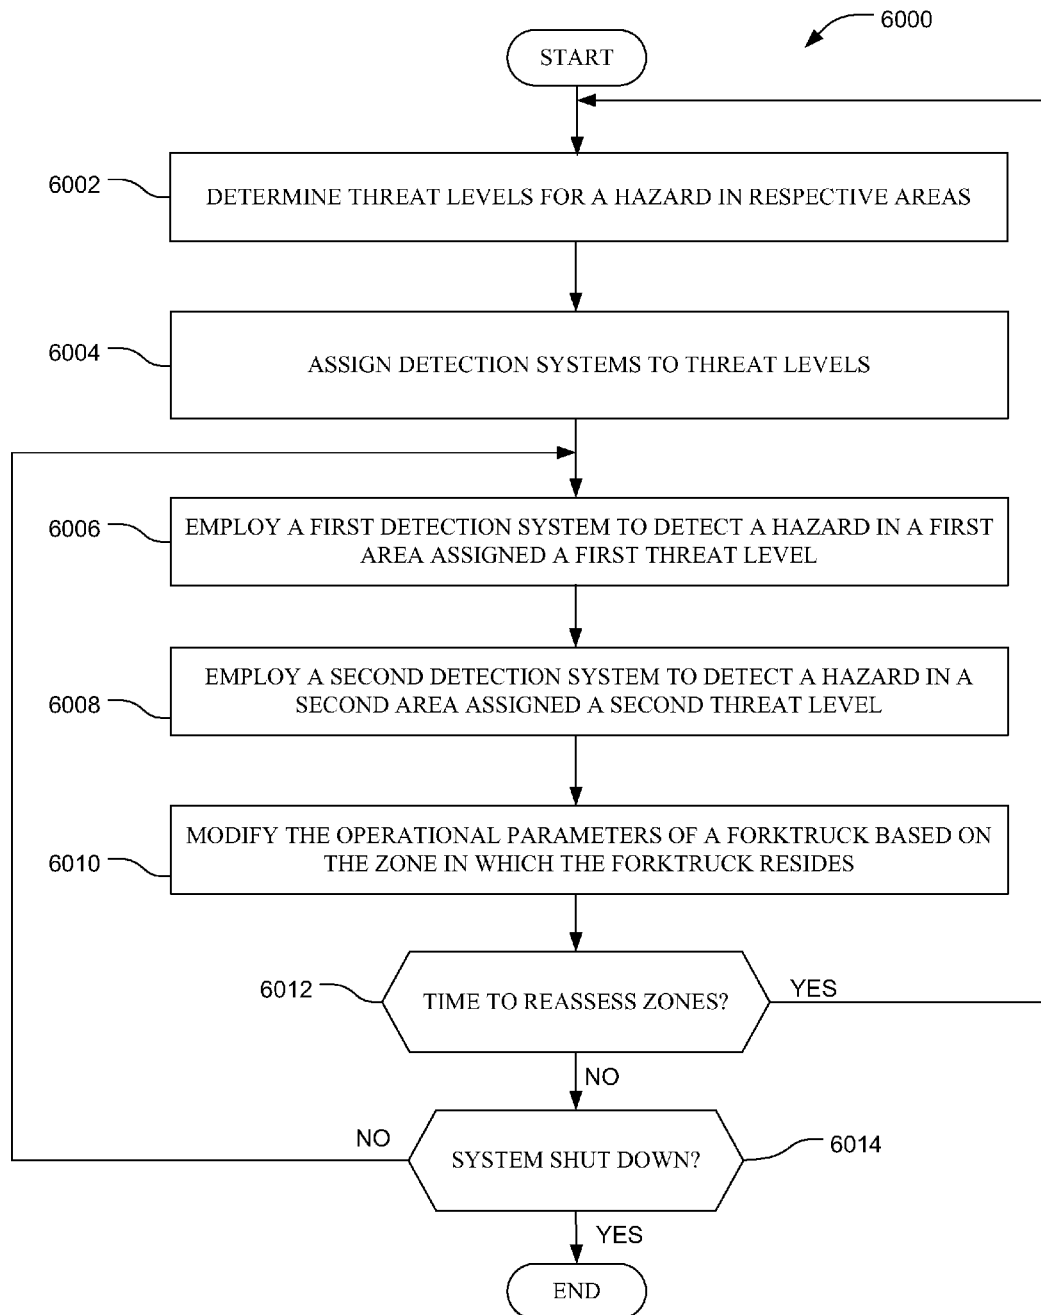 6000
START
6002
DETERMINE THREAT LEVELS FOR A HAZARD IN RESPECTIVE AREAS
6004
ASSIGN DETECTION SYSTEMS TO THREAT LEVELS
6006
EMPLOY A FIRST DETECTION SYSTEM TO DETECT A HAZARD IN A FIRST
AREA ASSIGNED A FIRST THREAT LEVEL
6008
EMPLOY A SECOND DETECTION SYSTEM TO DETECT A HAZARD IN A
SECOND AREA ASSIGNED A SECOND THREAT LEVEL
6010
MODIFY THE OPERATIONAL PARAMETERS OF A FORKTRUCK BASED ON
THE ZONE IN WHICH THE FORKTRUCK RESIDES
6012
TIME TO REASSESS ZONES?
YES
NO
NO
SYSTEM SHUT DOWN?
6014
YES
END